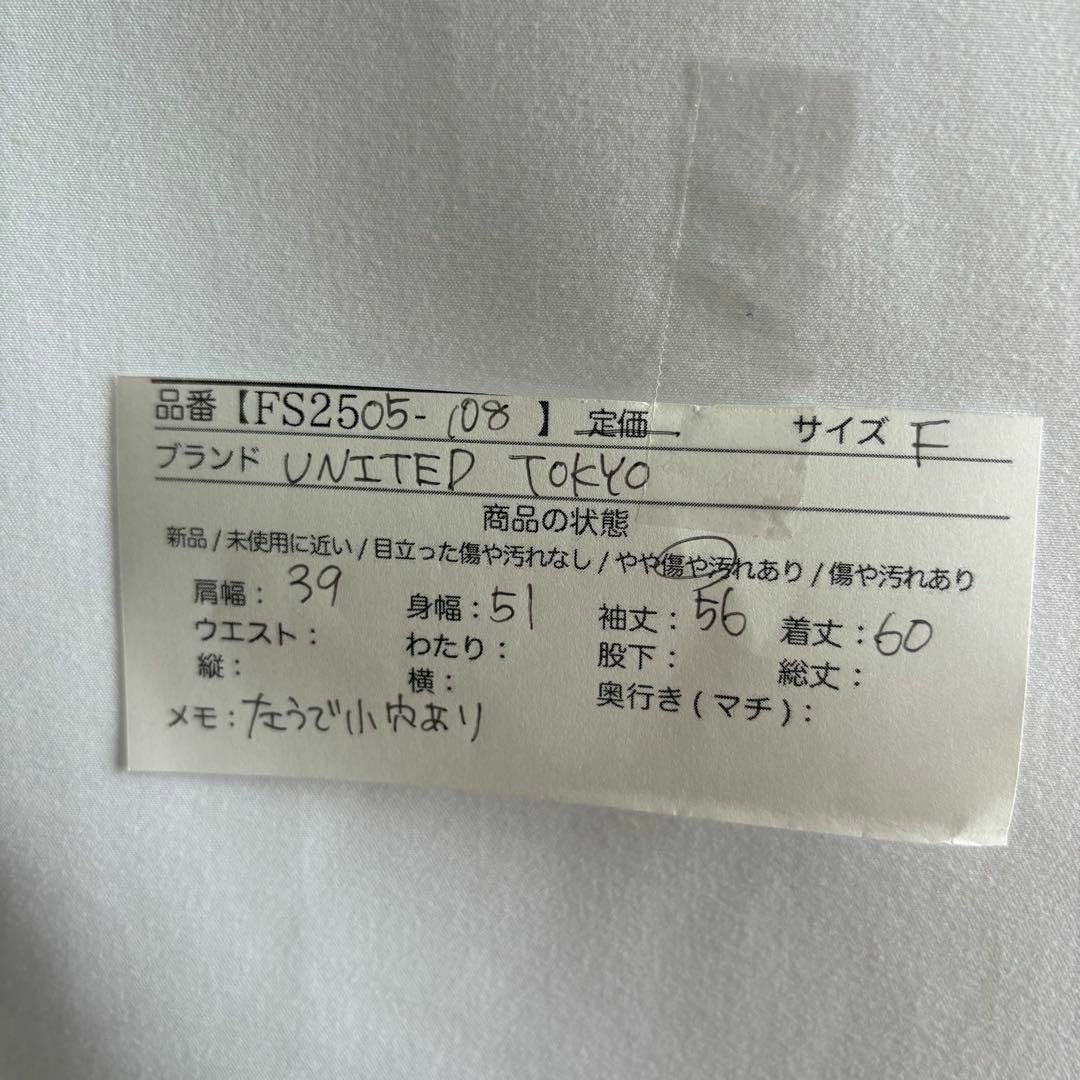 品番【FS2505-108】定価 サイズ F
ブランド UNITED TOKYO
商品の状態
新品/未使用に近い/目立った傷や汚れなし/やや傷や汚れあり/傷や汚れあり
肩幅:39 身幅:51 袖丈:56 着丈:60
ウエスト: わたり: 股下: 総丈:
縦: 横: 奥行き(マチ):
メモ:左うで小穴あり